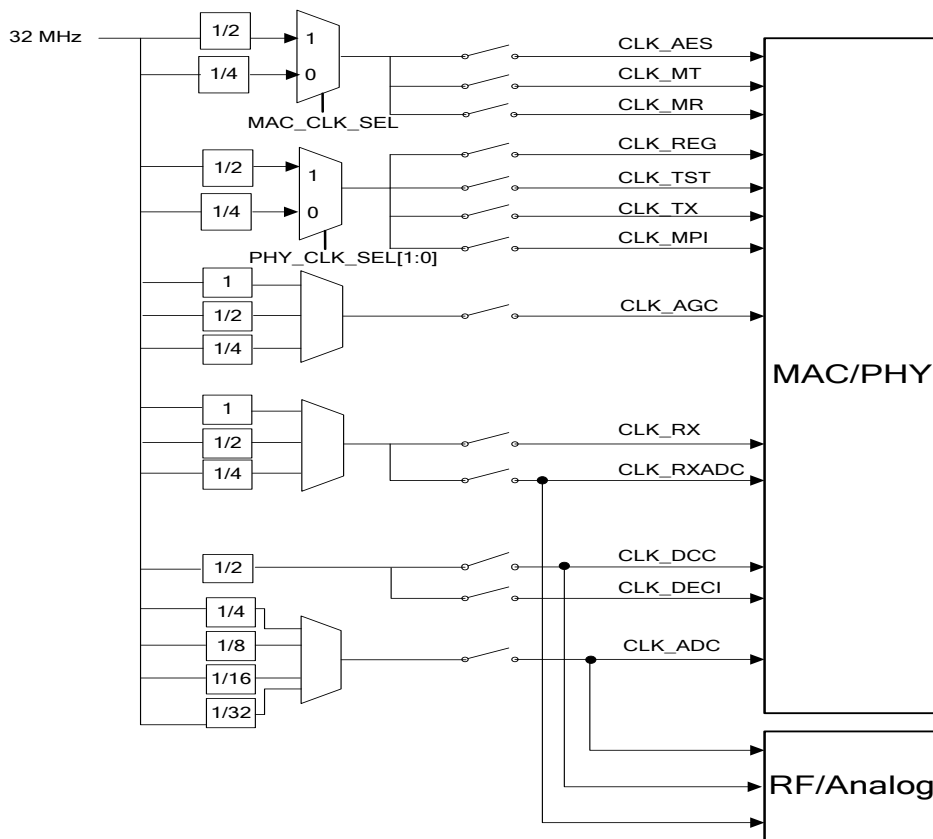 32 MHz
1/2
1
1/4
0
MAC_CLK_SEL
CLK_AES
CLK_MT
CLK_MR
1/2
1
1/4
0
PHY_CLK_SEL[1:0]
CLK_REG
CLK_TST
CLK_TX
CLK_MPI
1
1/2
1/4
CLK_AGC
MAC/PHY
1
1/2
1/4
CLK_RX
CLK_RXADC
1/2
CLK_DCC
CLK_DECI
1/4
1/8
1/16
1/32
CLK_ADC
RF/Analog